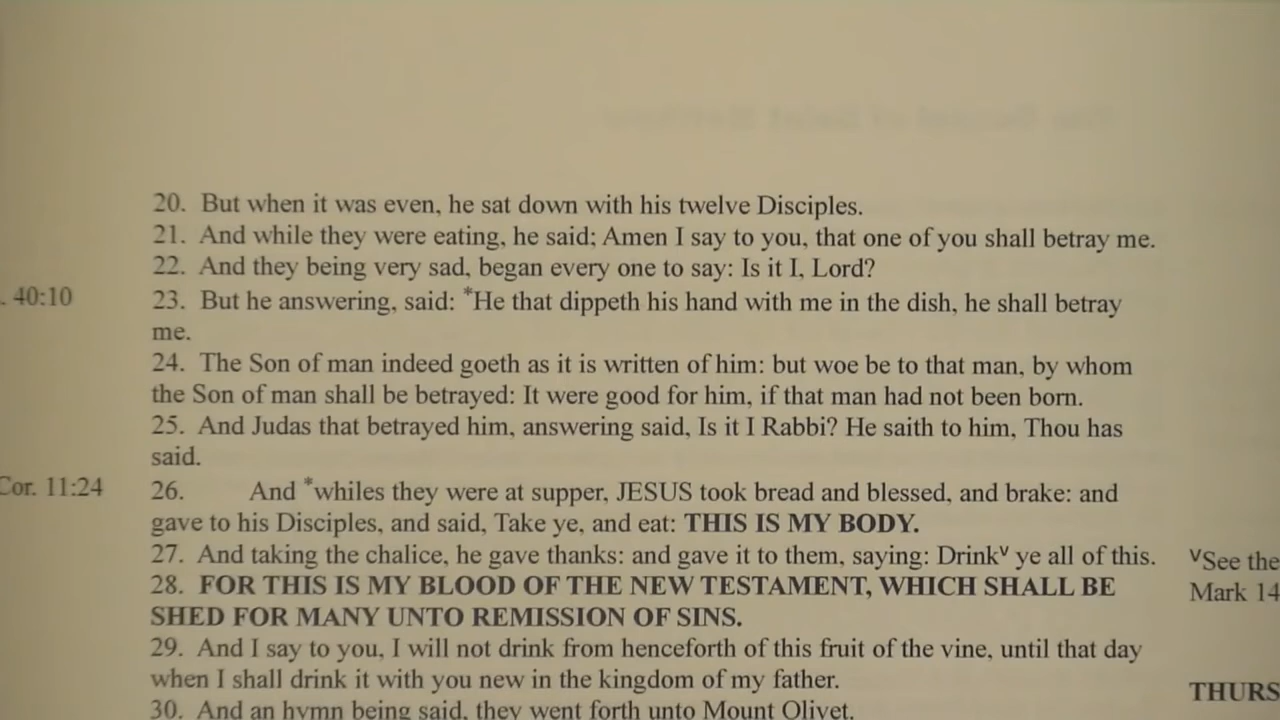 20. But when it was even, he sat down with his twelve Disciples.
21. And while they were eating, he said; Amen I say to you, that one of you shall betray me.
22. And they being very sad, began every one to say: Is it I, Lord?
. 40:10
23. But he answering, said: *He that dippeth his hand with me in the dish, he shall betray
me.
24. The Son of man indeed goeth as it is written of him: but woe be to that man, by whom
the Son of man shall be betrayed: It were good for him, if that man had not been born.
25. And Judas that betrayed him, answering said, Is it I Rabbi? He saith to him, Thou has
said.
Cor. 11:24
26. And *whiles they were at supper, JESUS took bread and blessed, and brake: and
gave to his Disciples, and said, Take ye, and eat: THIS IS MY BODY.
27. And taking the chalice, he gave thanks: and gave it to them, saying: Drinkᵛ ye all of this.
ᵛSee the
28. FOR THIS IS MY BLOOD OF THE NEW TESTAMENT, WHICH SHALL BE
Mark 14
SHED FOR MANY UNTO REMISSION OF SINS.
29. And I say to you, I will not drink from henceforth of this fruit of the vine, until that day
when I shall drink it with you new in the kingdom of my father.
THURS
30. And an hymn being said, they went forth unto Mount Olivet.